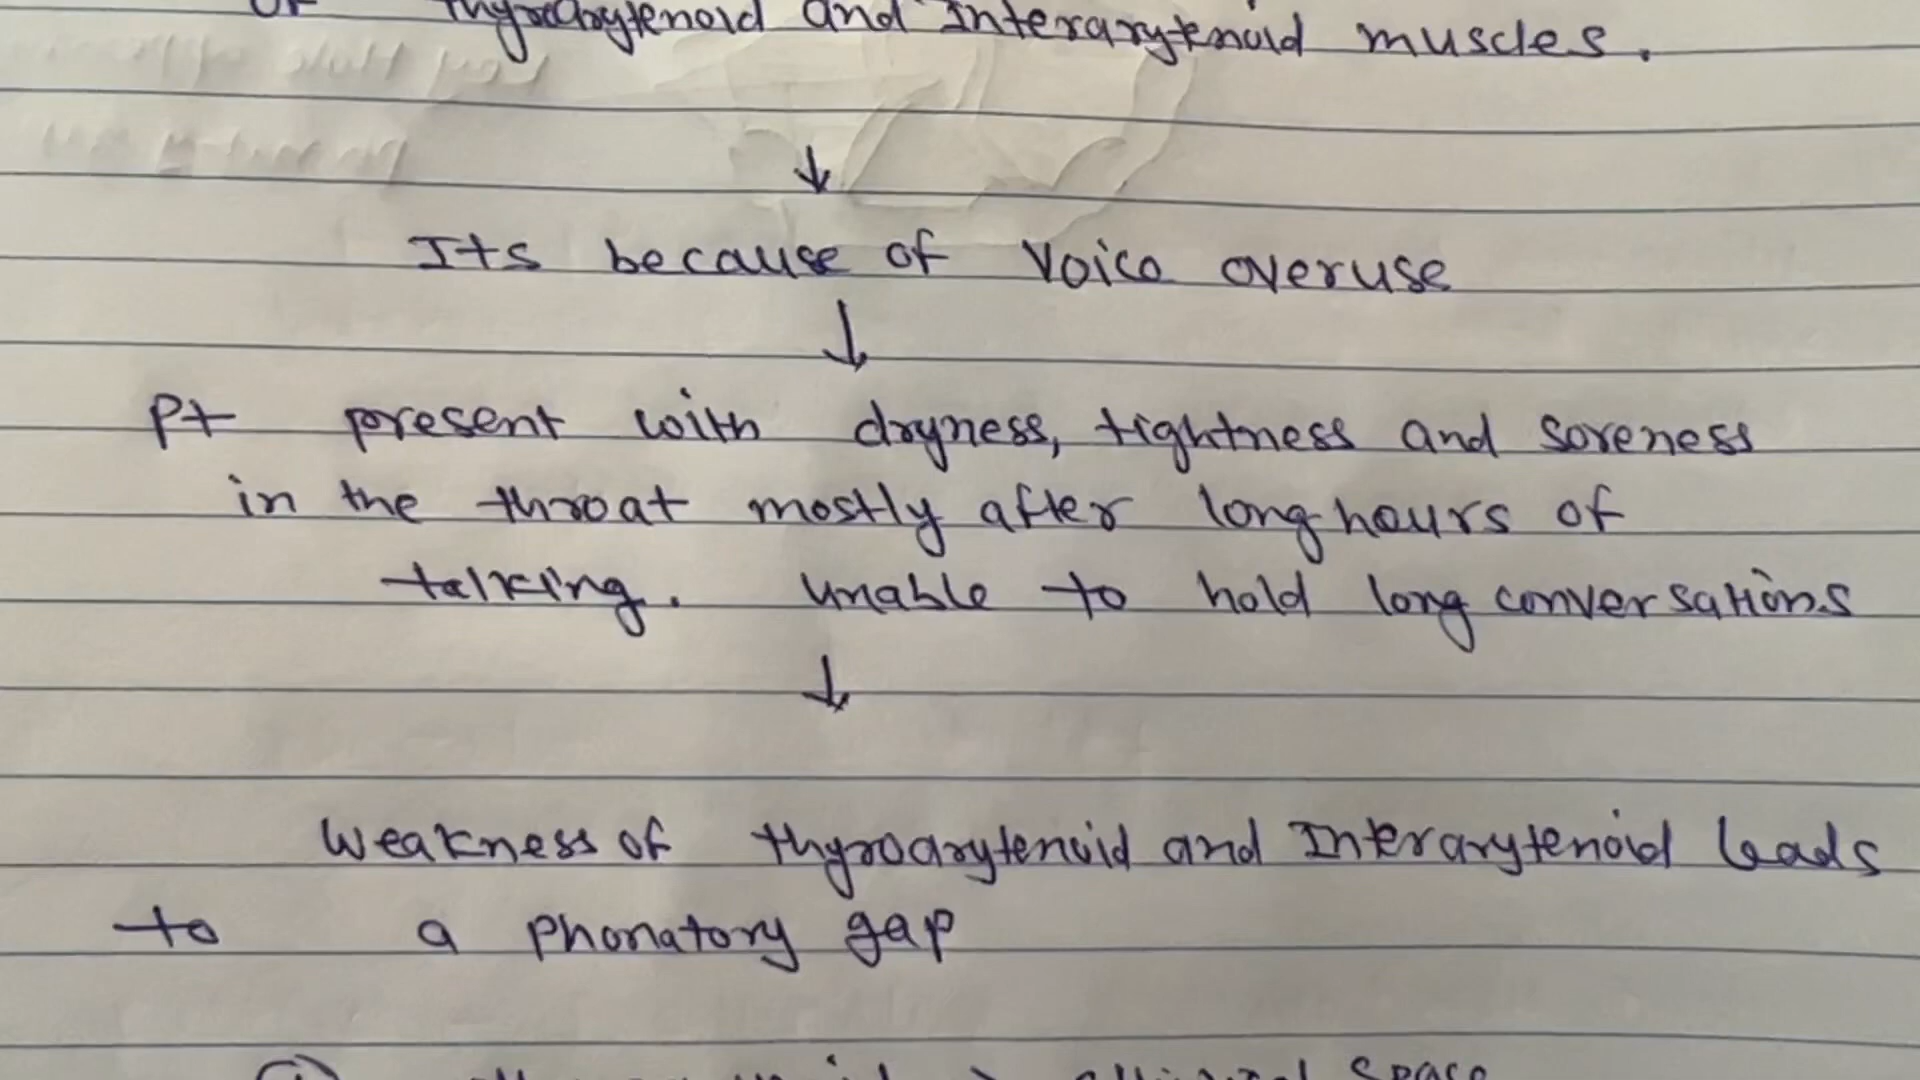 of Thyroarytenoid and Interarytenoid muscles.
↓
Its because of Voice overuse
↓
Pt present with dryness, tightness and soreness
in the throat mostly after long hours of
talking. Unable to hold long conversations
↓
Weakness of thyroarytenoid and Interarytenoid leads
to a phonatory gap
space